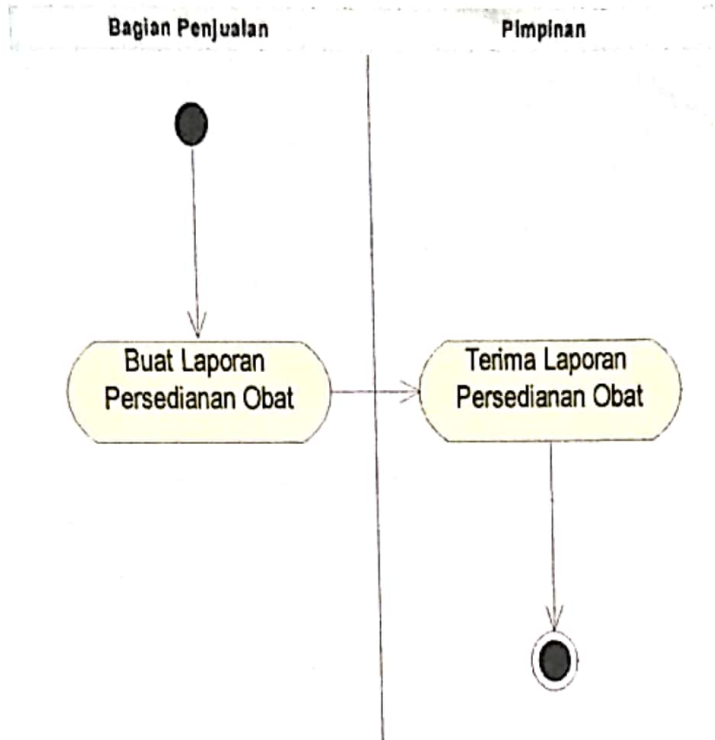 Bagian Penjualan
Pimpinan
Buat Laporan
Persedianan Obat
Terima Laporan
Persedianan Obat